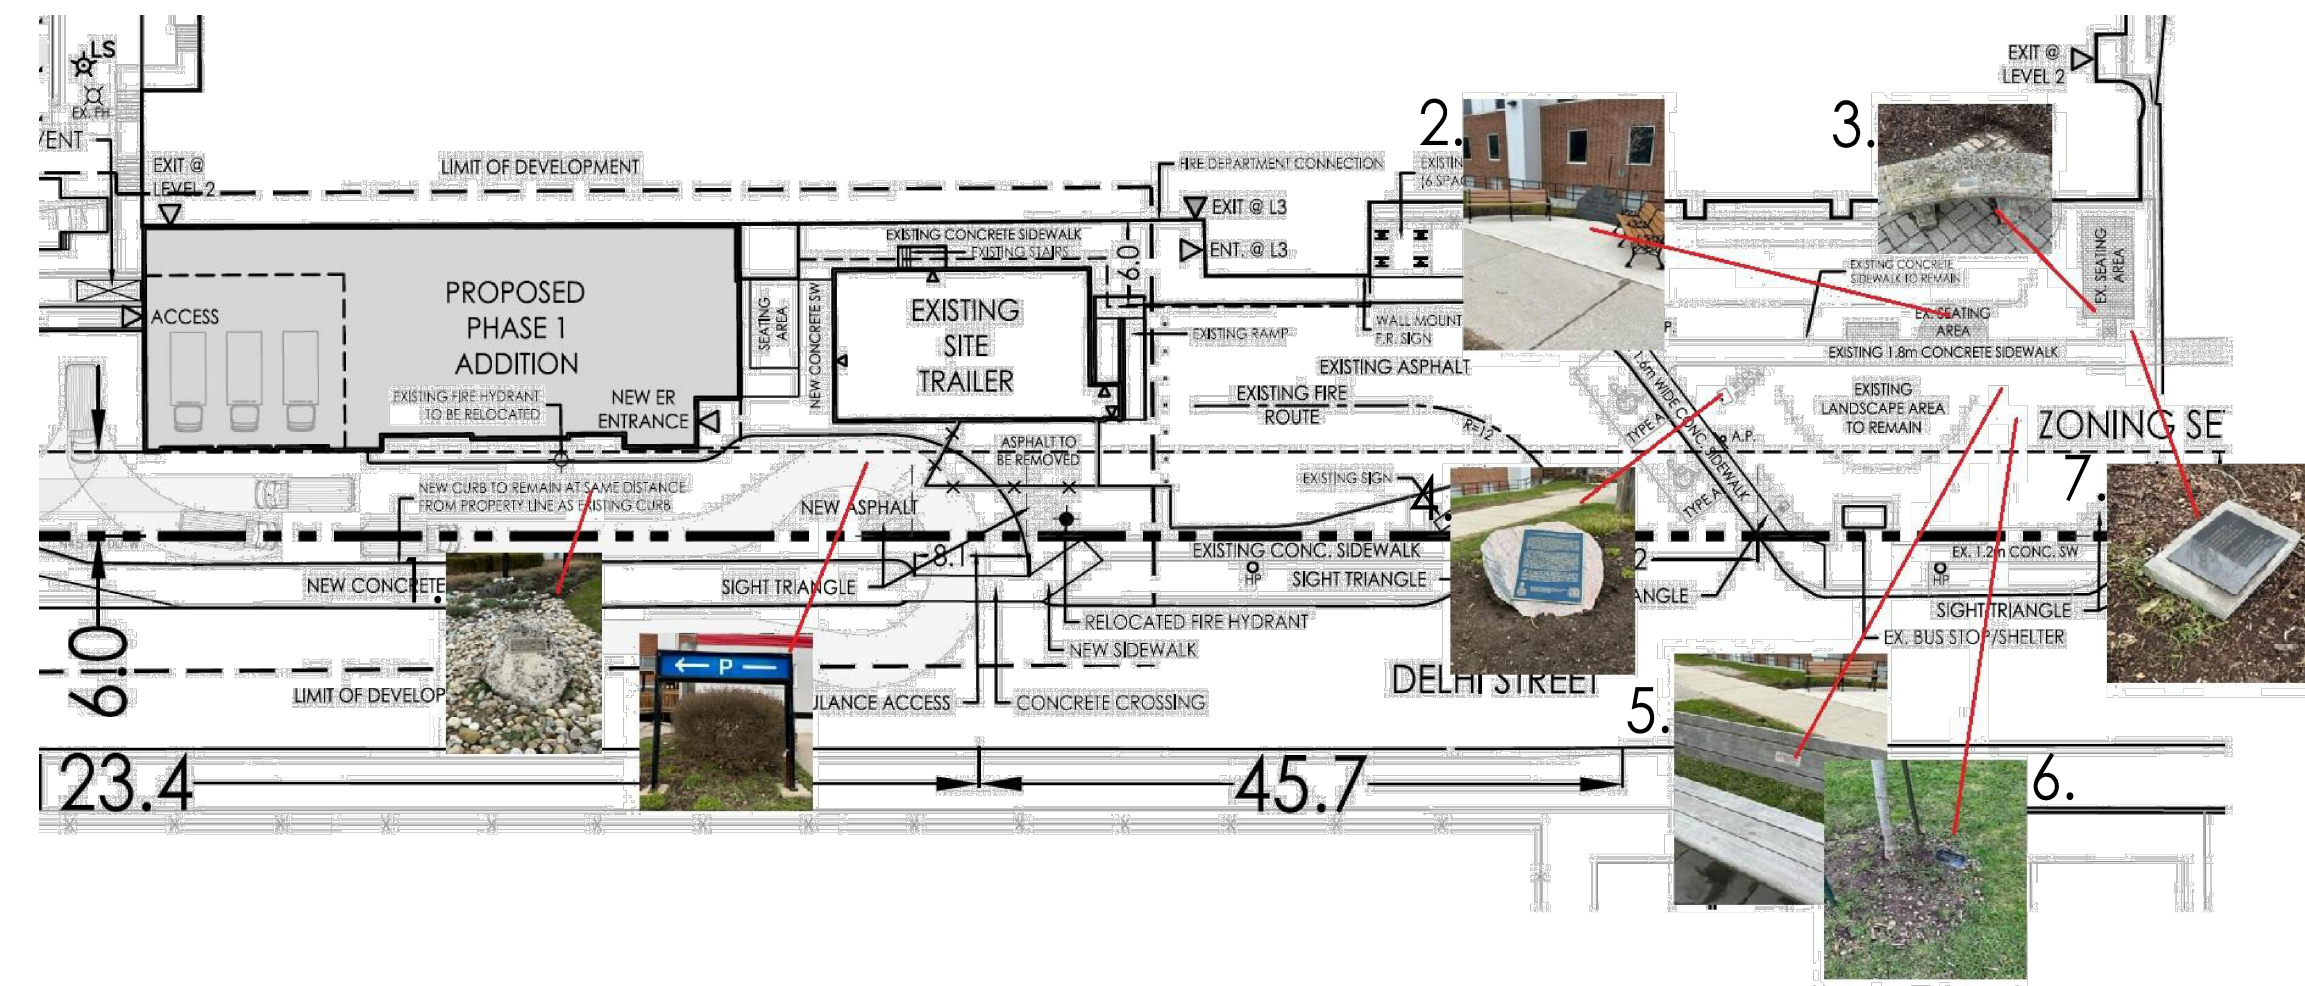 LS
EX. FH
EXIT @
LEVEL 2
LIMIT OF DEVELOPMENT
ACCESS
PROPOSED
PHASE 1
ADDITION
EXISTING FIRE HYDRANT
TO BE RELOCATED
NEW ER
ENTRANCE
SEATING
AREA
NEW CONCRETE SW
EXISTING CONCRETE SIDEWALK
EXISTING STAIRS
EXISTING
SITE
TRAILER
6.0
FIRE DEPARTMENT CONNECTION
EXIT @ L3
ENT. @ L3
EXISTING RAMP
WALL MOUNT
F.R. SIGN
EXISTING ASPHALT
EXISTING FIRE
ROUTE
R=12
2.
3.
EXIT @
LEVEL 2
EXISTING CONCRETE
SIDEWALK TO REMAIN
EX. SEATING
AREA
EX. SEATING
AREA
EXISTING 1.8m CONCRETE SIDEWALK
1.6m WIDE CONC. SIDEWALK
TYPE A
TYPE A
A.P.
EXISTING
LANDSCAPE AREA
TO REMAIN
ZONING SE
7.
NEW CURB TO REMAIN AT SAME DISTANCE
FROM PROPERTY LINE AS EXISTING CURB
NEW ASPHALT
ASPHALT TO
BE REMOVED
EXISTING SIGN
4.
EXISTING CONC. SIDEWALK
EX. 1.2m CONC. SW
8.1
NEW CONCRETE
SIGHT TRIANGLE
HP
SIGHT TRIANGLE
2
ANGLE
HP
SIGHT TRIANGLE
RELOCATED FIRE HYDRANT
NEW SIDEWALK
EX. BUS STOP/SHELTER
6.0
LIMIT OF DEVELOP
← P
ULANCE ACCESS
CONCRETE CROSSING
DELHI STREET
5.
6.
123.4
45.7